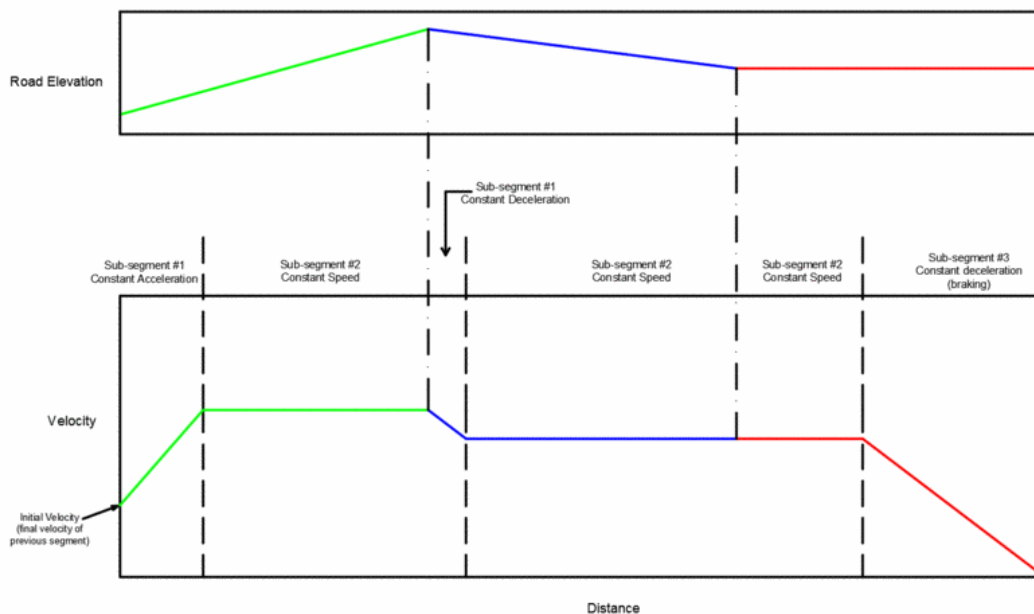 Road Elevation
Sub-segment #1
Constant Deceleration
Sub-segment #1
Constant Acceleration
Sub-segment #2
Constant Speed
Sub-segment #2
Constant Speed
Sub-segment #2
Constant Speed
Sub-segment #3
Constant deceleration
(braking)
Velocity
Initial Velocity
(final velocity of
previous segment)
Distance